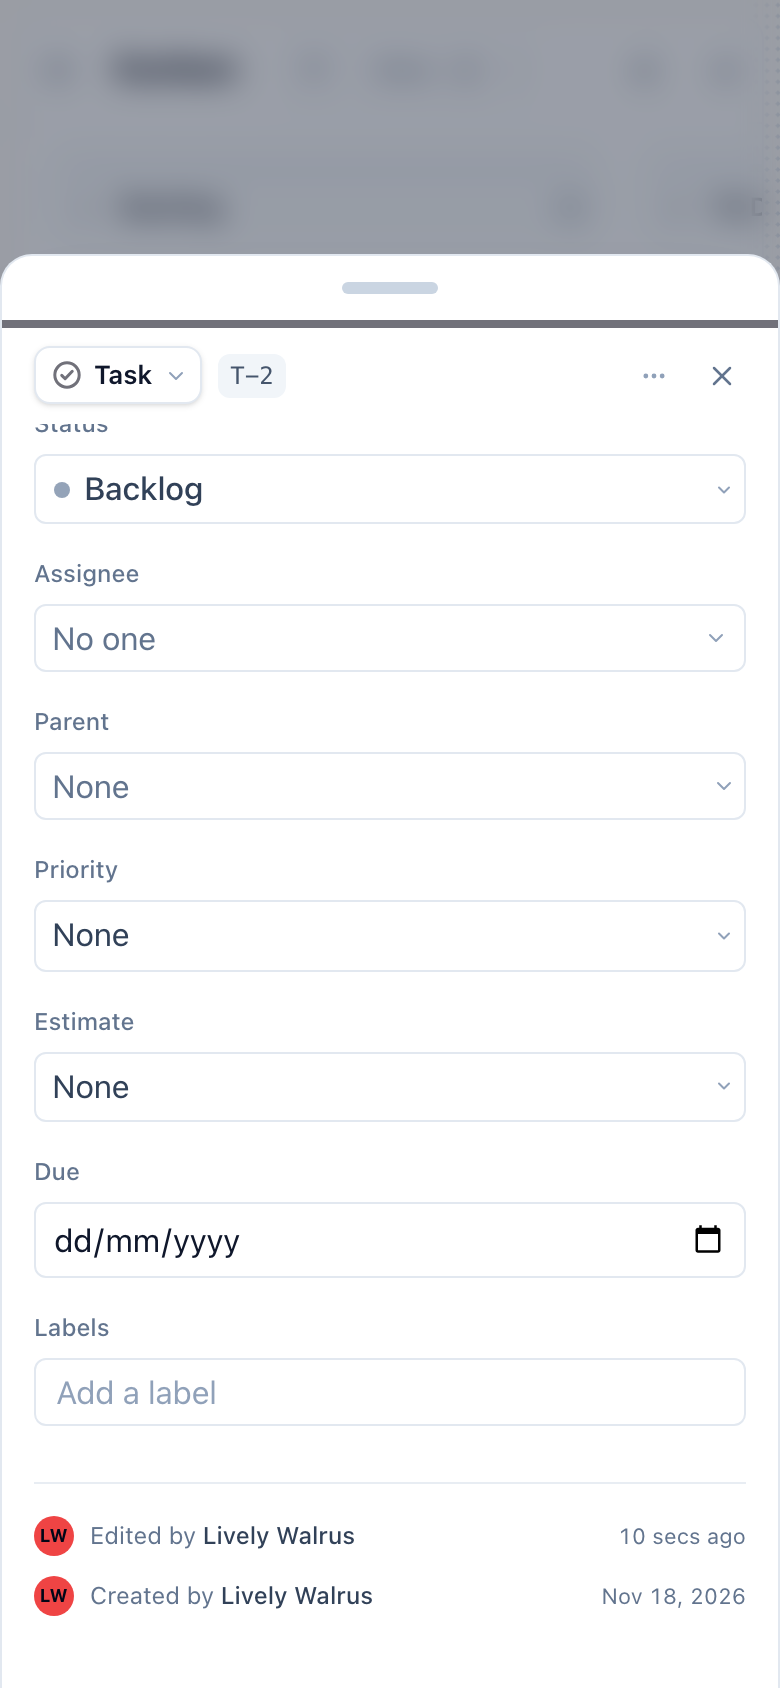 Task T-2
Status
Backlog
Assignee
No one
Parent
None
Priority
None
Estimate
None
Due
dd/mm/yyyy
Labels
Add a label
LW Edited by Lively Walrus 10 secs ago
LW Created by Lively Walrus Nov 18, 2026